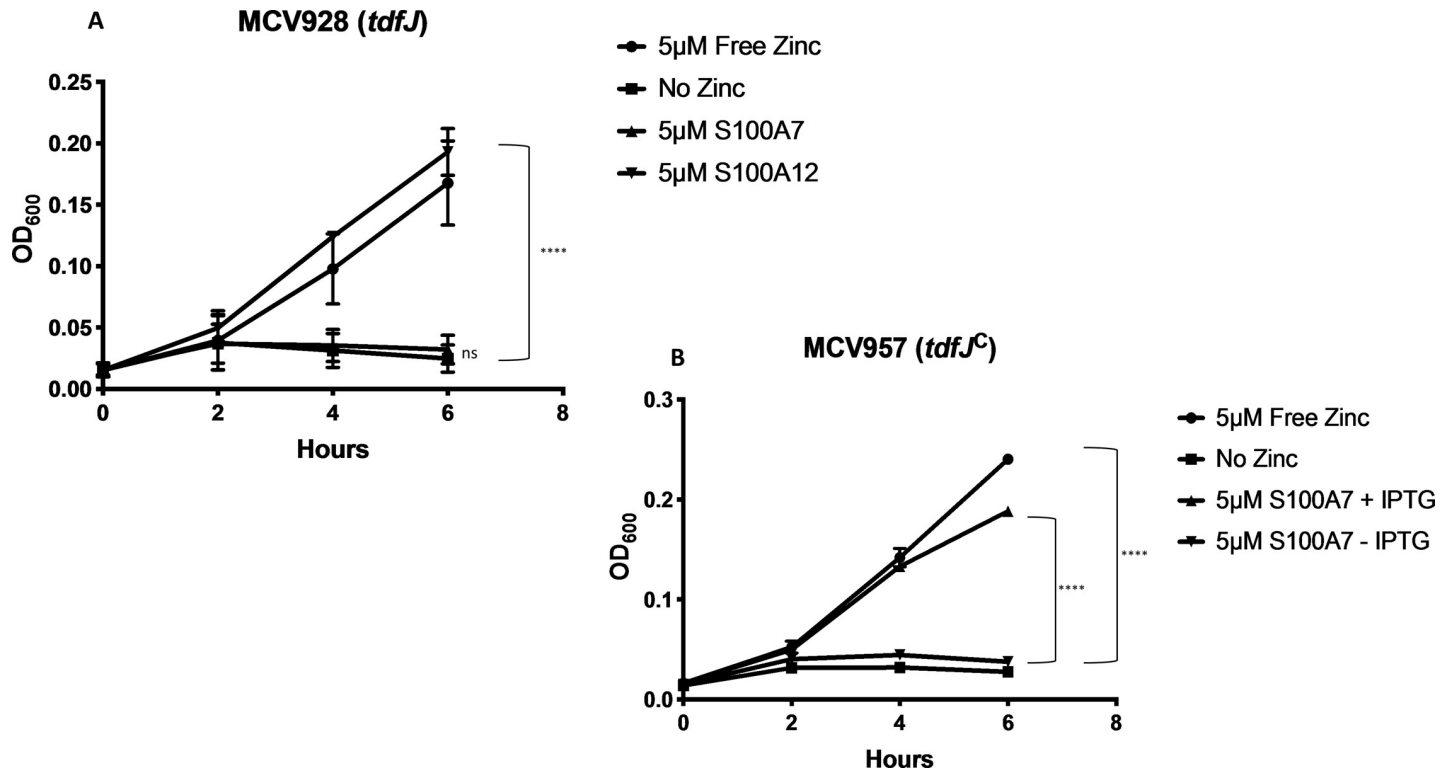 A
MCV928 (tdfJ)
5µM Free Zinc
No Zinc
5µM S100A7
5µM S100A12
0.25
0.20
0.15
0.10
0.05
0.00
OD600
0 2 4 6 8
Hours
****
ns
B
MCV957 (tdfJC)
5µM Free Zinc
No Zinc
5µM S100A7 + IPTG
5µM S100A7 - IPTG
0.3
0.2
0.1
0.0
OD600
0 2 4 6 8
Hours
****
****